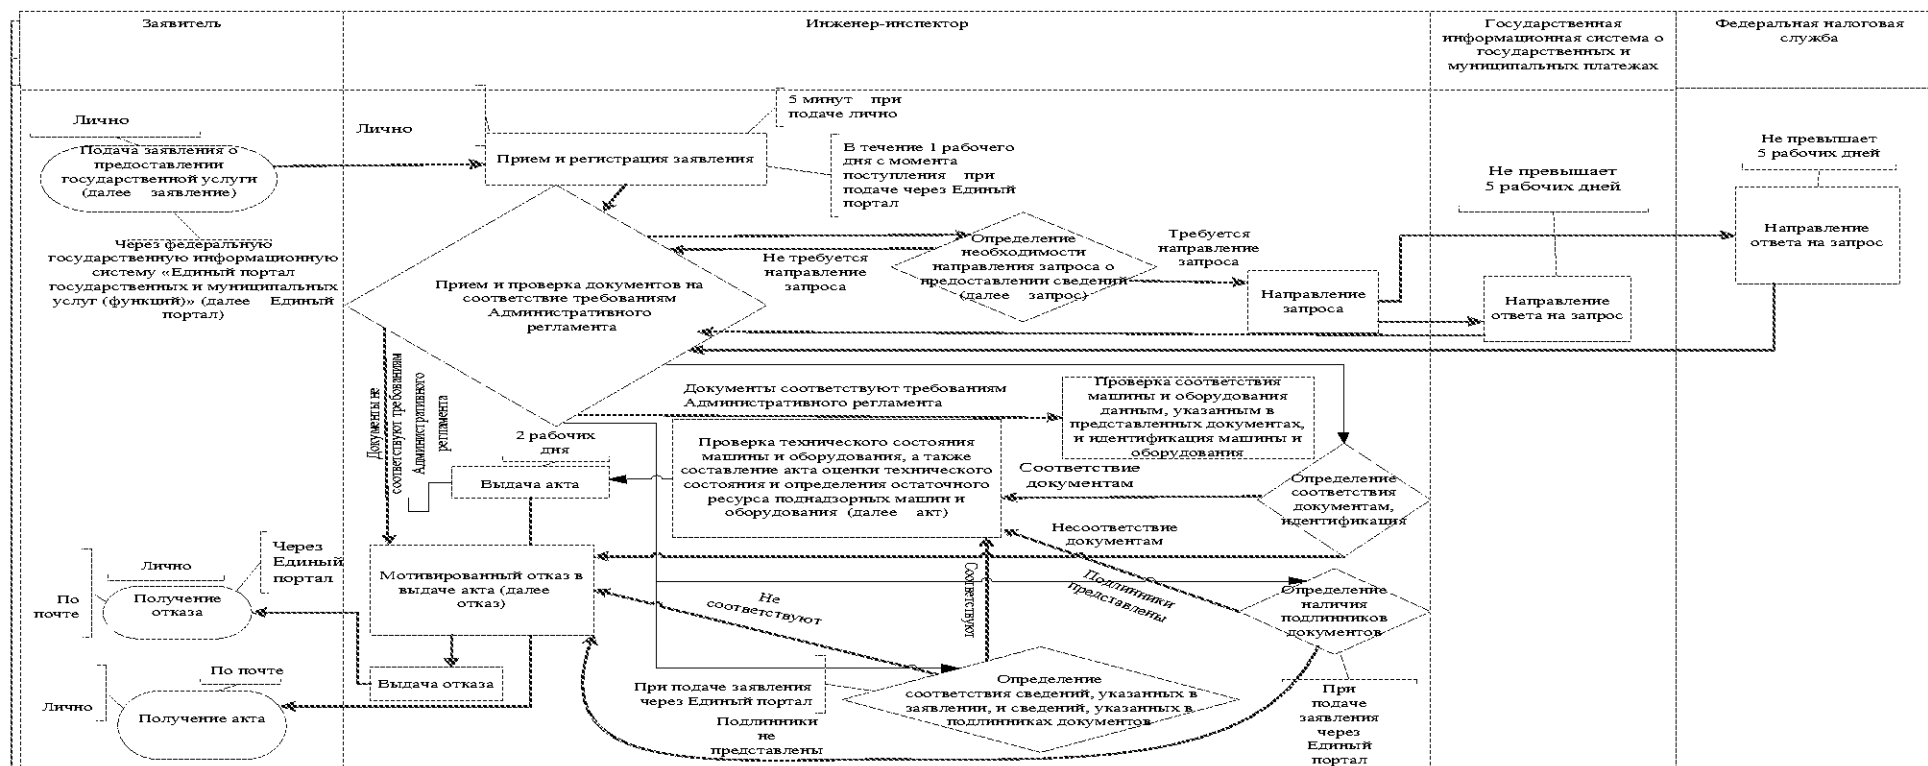 Заявитель
Инженер-инспектор
Государственная
информационная система о
государственных и
муниципальных платежах
Федеральная налоговая
служба
Лично
Подача заявления о
предоставлении
государственной услуги
(далее заявление)
Через федеральную
государственную информационную
систему «Единый портал
государственных и муниципальных
услуг (функций)» (далее Единый
портал)
Лично
Прием и регистрация заявления
5 минут при
подаче лично
В течение 1 рабочего
дня с момента
поступления при
подаче через Единый
портал
Прием и проверка документов на
соответствие требованиям
Административного
регламента
Не требуется
направление
запроса
Определение
необходимости
направления запроса о
предоставлении сведений
(далее запрос)
Требуется
направление
запроса
Направление
запроса
Не превышает
5 рабочих дней
Направление
ответа на запрос
Не превышает
5 рабочих дней
Направление
ответа на запрос
Документы не
соответствуют требованиям
Административного
регламента
Документы соответствуют требованиям
Административного регламента
Проверка соответствия
машины и оборудования
данным, указанным в
представленных документах,
и идентификация машины и
оборудования
2 рабочих
дня
Выдача акта
Проверка технического состояния
машины и оборудования, а также
составление акта оценки технического
состояния и определения остаточного
ресурса поднадзорных машин и
оборудования (далее акт)
Соответствие
документам
Определение
соответствия
документам,
идентификация
Несоответствие
документам
Мотивированный отказ в
выдаче акта (далее
отказ)
Не
соответствуют
Соответствуют
Подлинники
представлены
Определение
наличия
подлинников
документов
Через
Единый
портал
Лично
По
почте
Получение
отказа
Выдача отказа
По почте
Лично
Получение акта
При подаче заявления
через Единый портал
Определение
соответствия сведений, указанных в
заявлении, и сведений, указанных в
подлинниках документов
Подлинники
не
представлены
При
подаче
заявления
через
Единый
портал